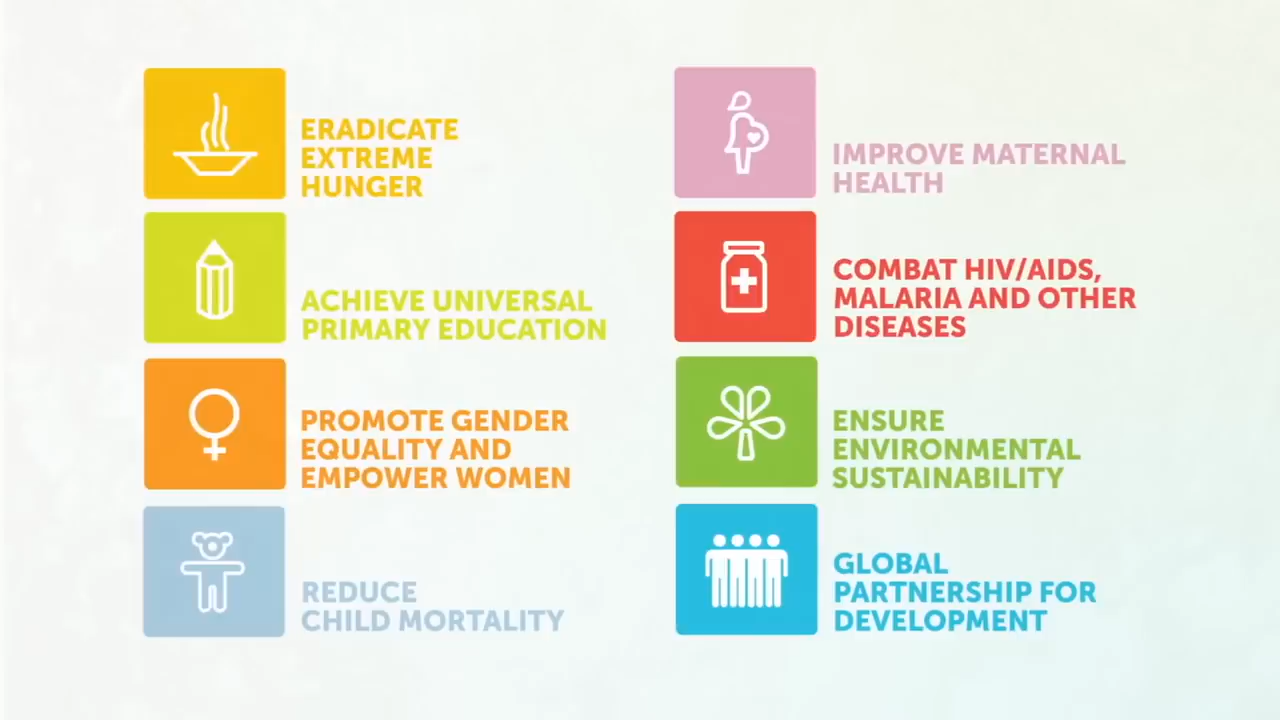 ERADICATE
EXTREME
HUNGER
ACHIEVE UNIVERSAL
PRIMARY EDUCATION
PROMOTE GENDER
EQUALITY AND
EMPOWER WOMEN
REDUCE
CHILD MORTALITY
IMPROVE MATERNAL
HEALTH
COMBAT HIV/AIDS,
MALARIA AND OTHER
DISEASES
ENSURE
ENVIRONMENTAL
SUSTAINABILITY
GLOBAL
PARTNERSHIP FOR
DEVELOPMENT